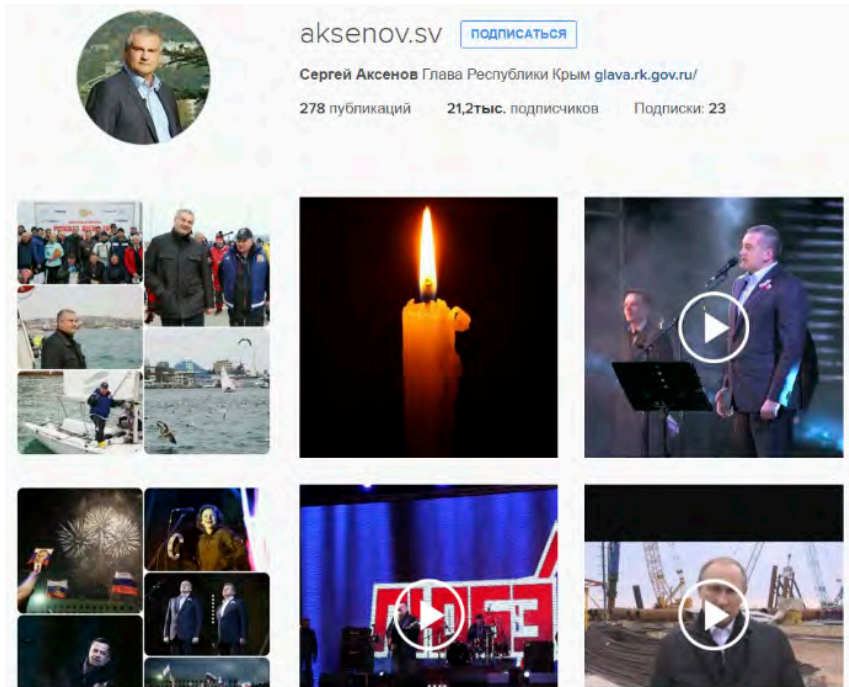 aksenov.sv ПОДПИСАТЬСЯ
Сергей Аксенов Глава Республики Крым glava.rk.gov.ru/
278 публикаций 21,2тыс. подписчиков Подписки: 23